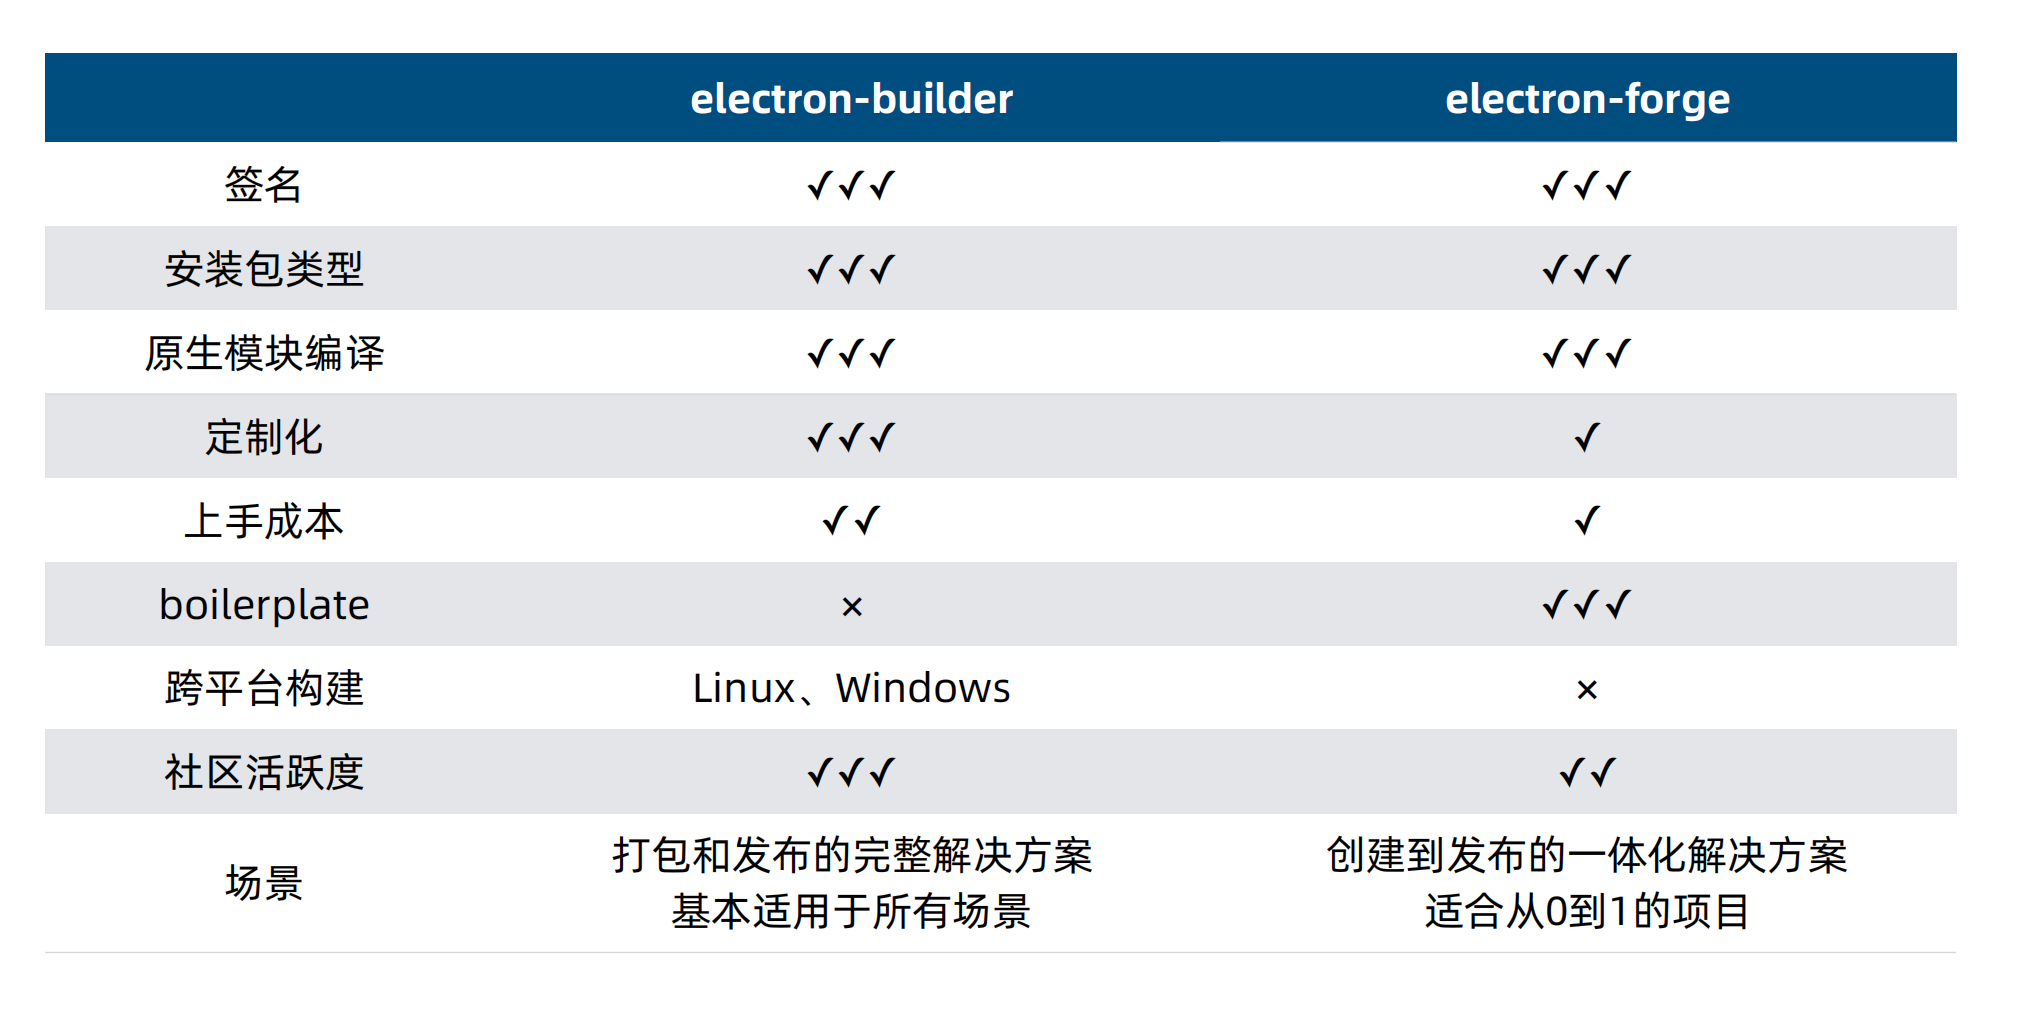 electron-builder electron-forge
签名 ✓✓✓ ✓✓✓
安装包类型 ✓✓✓ ✓✓✓
原生模块编译 ✓✓✓ ✓✓✓
定制化 ✓✓✓ ✓
上手成本 ✓✓ ✓
boilerplate × ✓✓✓
跨平台构建 Linux、Windows ×
社区活跃度 ✓✓✓ ✓✓
场景
打包和发布的完整解决方案
基本适用于所有场景
创建到发布的一体化解决方案
适合从0到1的项目